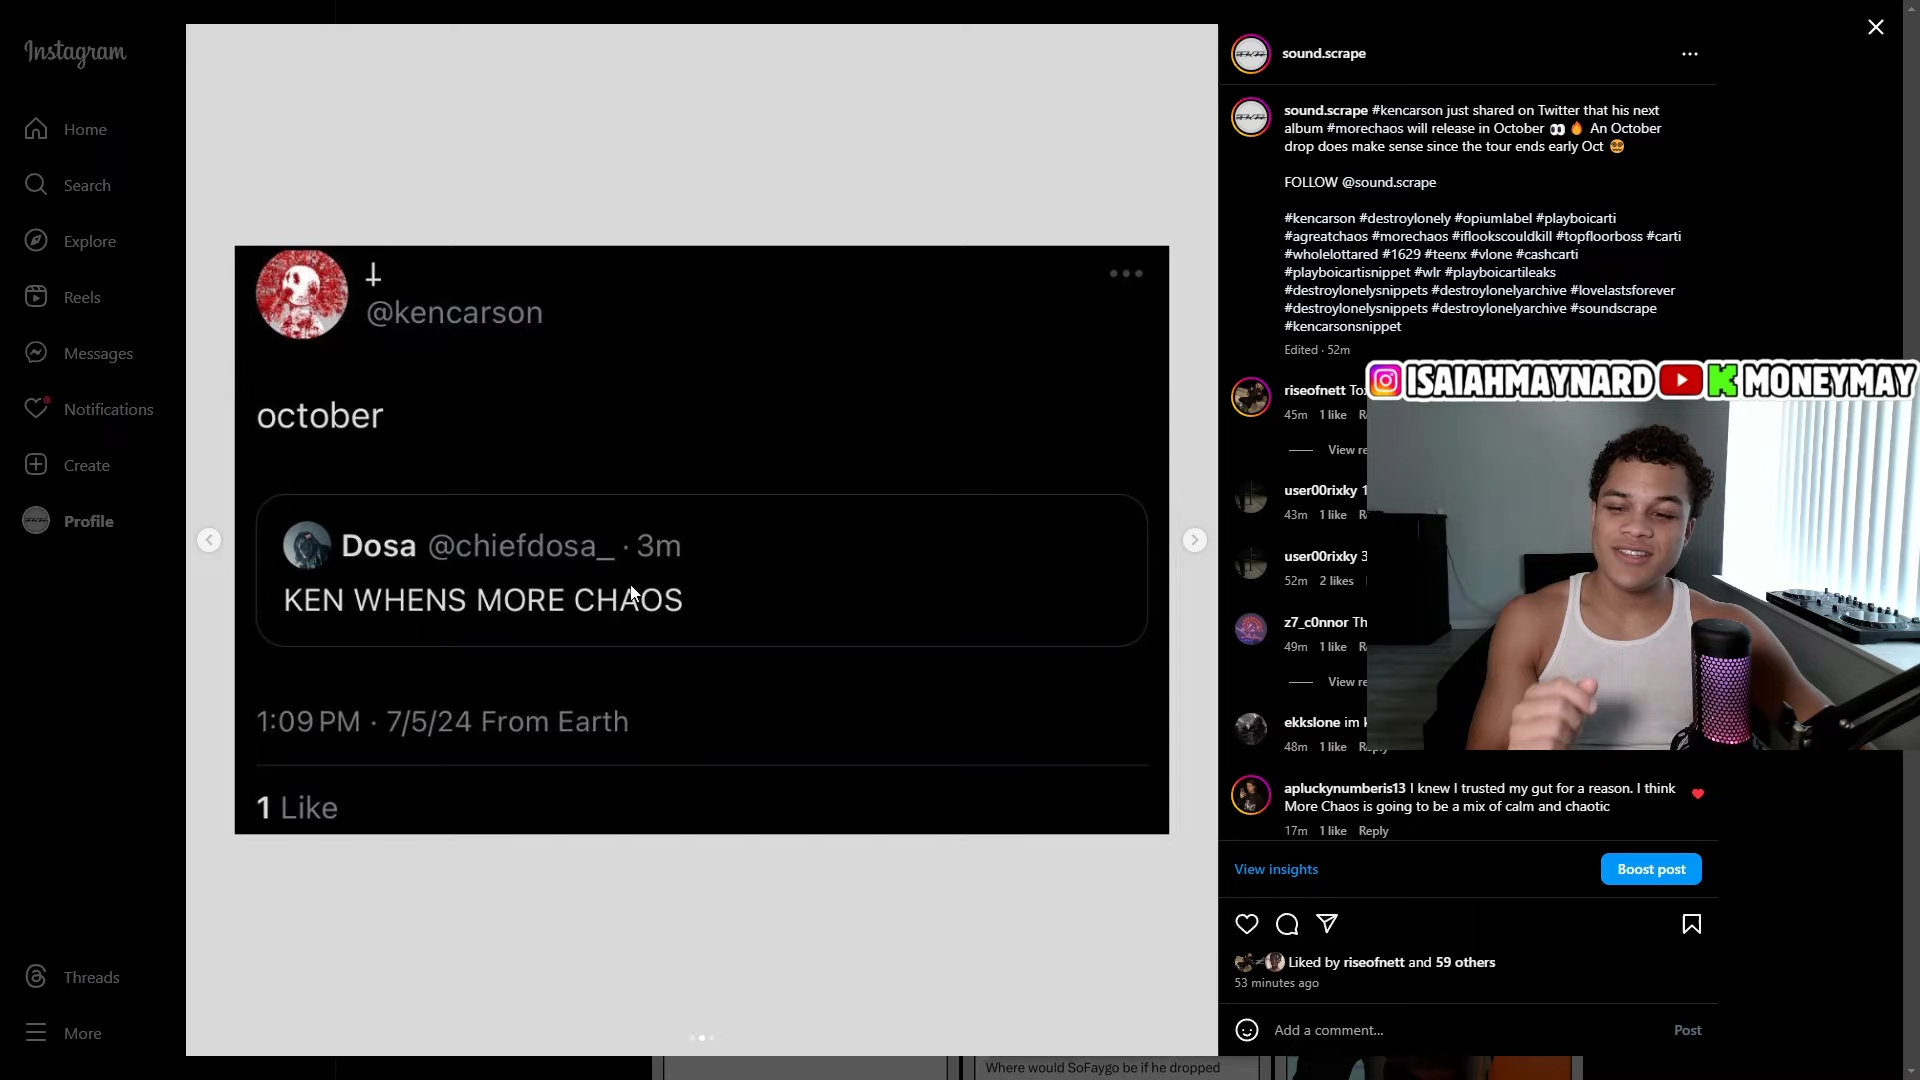 Instagram
Home
Search
Explore
Reels
Messages
Notifications
Create
Profile
Threads
More
@kencarson
october
Dosa @chiefdosa_ · 3m
KEN WHENS MORE CHAOS
1:09 PM · 7/5/24 From Earth
1 Like
sound.scrape
sound.scrape #kencarson just shared on Twitter that his next
album #morechaos will release in October 👀 🔥 An October
drop does make sense since the tour ends early Oct 😵‍💫
FOLLOW @sound.scrape
#kencarson #destroylonely #opiumlabel #playboicarti
#agreatchaos #morechaos #iflookscouldkill #topfloorboss #carti
#wholelottared #1629 #teenx #vlone #cashcarti
#playboicartisnippet #wlr #playboicartileaks
#destroylonelysnippets #destroylonelyarchive #lovelastsforever
#destroylonelysnippets #destroylonelyarchive #soundscrape
#kencarsonsnippet
Edited · 52m
ISAIAHMAYNARD K MONEYMAY
riseofnett
45m 1 like
View
user00rixky
43m 1 like
user00rixky
52m 2 likes
z7_c0nnor
49m 1 like
View
ekkslone im
48m 1 like Reply
apluckynumberis13 I knew I trusted my gut for a reason. I think
More Chaos is going to be a mix of calm and chaotic
17m 1 like Reply
View insights
Boost post
Liked by riseofnett and 59 others
53 minutes ago
Add a comment...
Post
Where would SoFaygo be if he dropped